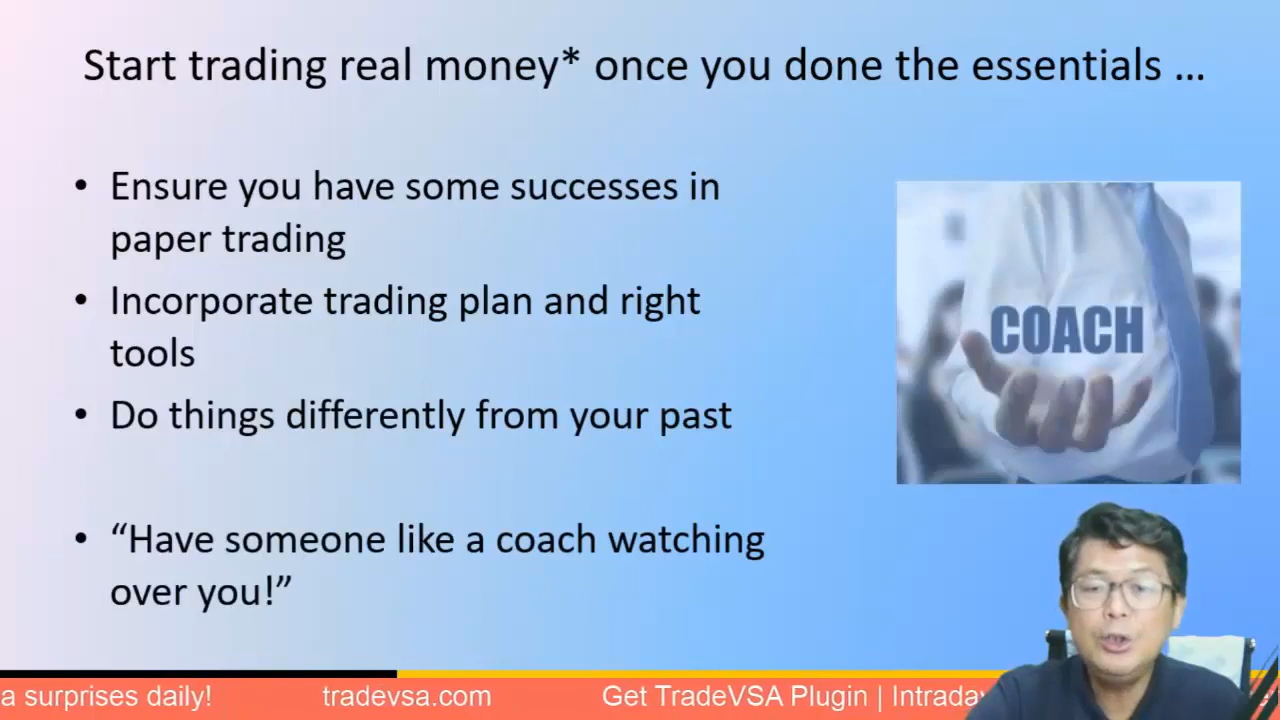 Start trading real money* once you done the essentials ...
• Ensure you have some successes in
paper trading
• Incorporate trading plan and right
tools
• Do things differently from your past
• “Have someone like a coach watching
over you!”
COACH
a surprises daily! tradevsa.com Get TradeVSA Plugin | Intraday